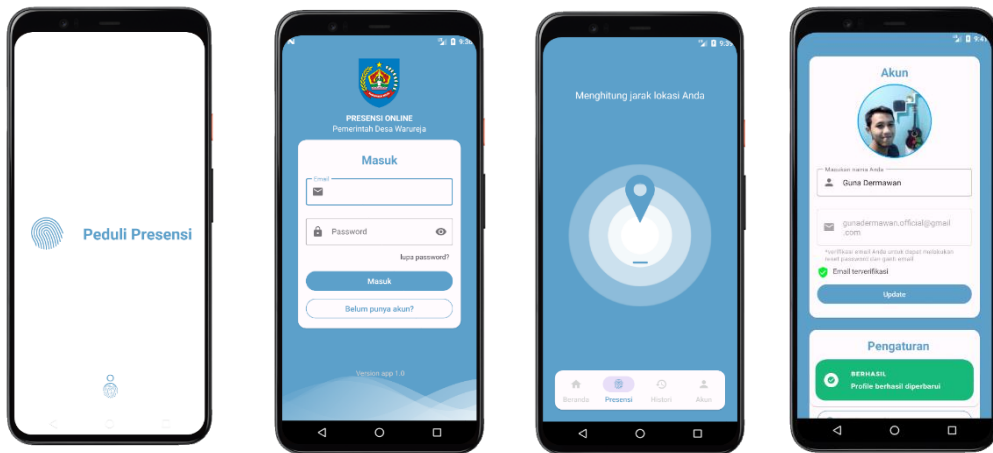 Peduli Presensi
PRESENSI ONLINE
Pemerintah Desa Warureja
Masuk
Email
Password
lupa password?
Masuk
Belum punya akun?
Version app 1.0
Menghitung jarak lokasi Anda
Beranda
Presensi
Histori
Akun
9:41
Akun
Masukan nama Anda
Guna Dermawan
gunadermawan.official@gmail
.com
*verifikasi email Anda untuk dapat melakukan
reset password dan ganti email
Email terverifikasi
Update
Pengaturan
BERHASIL
Profile berhasil diperbarui